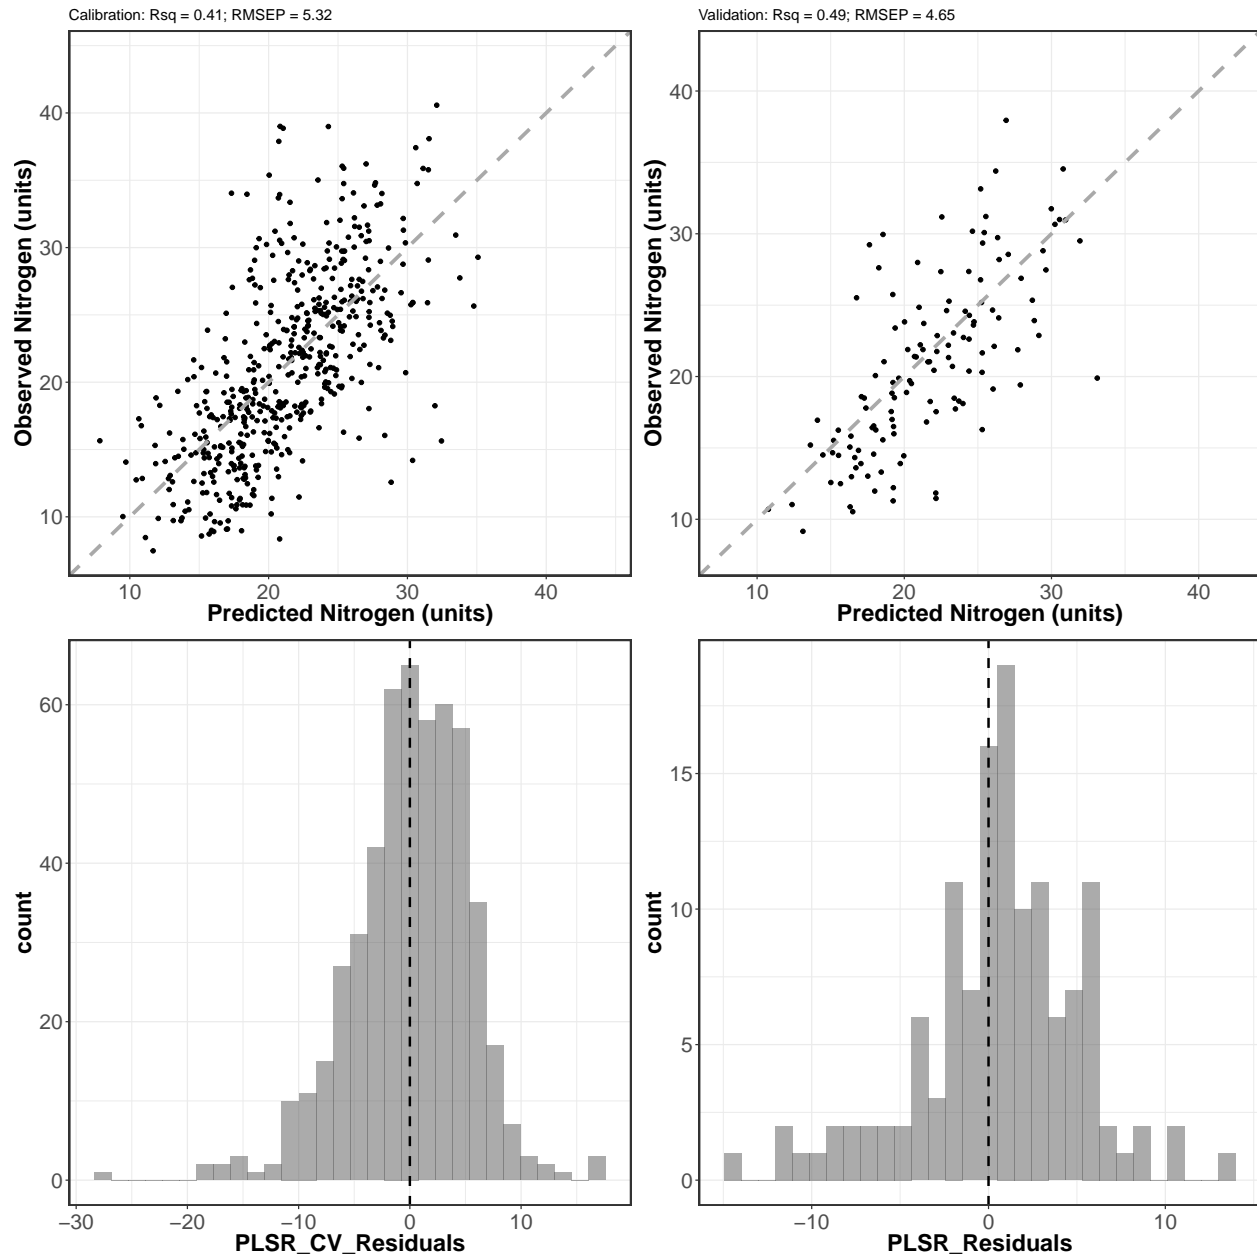 Calibration: Rsq = 0.41; RMSEP = 5.32
40
30
20
10
Observed Nitrogen (units)
10 20 30 40
Predicted Nitrogen (units)
Validation: Rsq = 0.49; RMSEP = 4.65
40
30
20
10
Observed Nitrogen (units)
10 20 30 40
Predicted Nitrogen (units)
60
40
20
0
count
−30 −20 −10 0 10
PLSR_CV_Residuals
15
10
5
0
count
−10 0 10
PLSR_Residuals